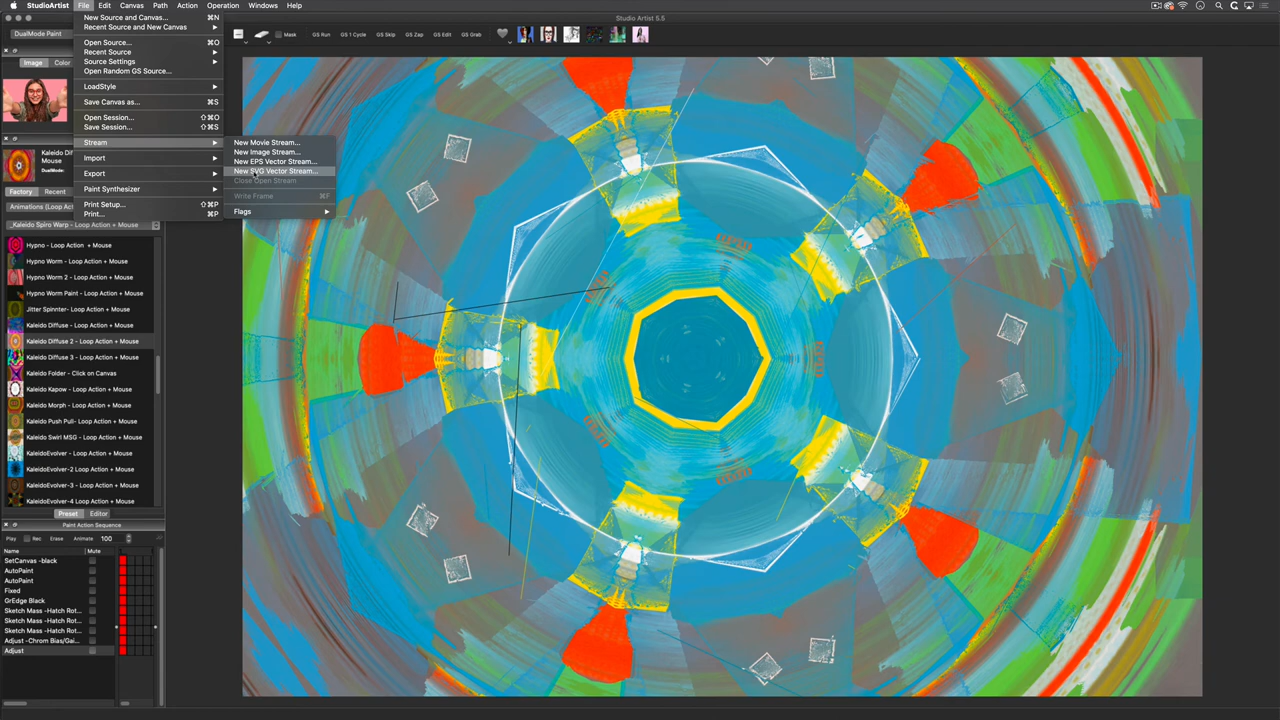 StudioArtist File Edit Canvas Path Action Operation Windows Help
Studio Artist 5.5
DualMode Paint
Mask GS Run GS 1 Cycle GS Skip GS Zap GS Edit GS Grab
New Source and Canvas... ⌘N
Recent Source and New Canvas
Open Source... ⌘O
Recent Source
Source Settings
Open Random GS Source...
LoadStyle
Save Canvas as... ⌘S
Open Session... ⇧⌘O
Save Session... ⇧⌘S
Stream
Import
Export
Paint Synthesizer
Print Setup... ⇧⌘P
Print... ⌘P
New Movie Stream...
New Image Stream...
New EPS Vector Stream...
New SVG Vector Stream...
Close Open Stream
Write Frame ⌘F
Flags
Image Color
Kaleido Dif
Mouse
DualMode:
Factory Recent
Animations (Loop Ac
_Kaleido Spiro Warp - Loop Action
Hypno - Loop Action + Mouse
Hypno Worm - Loop Action + Mouse
Hypno Worm 2 - Loop Action + Mouse
Hypno Worm Paint - Loop Action + Mouse
Jitter Spinnter- Loop Action + Mouse
Kaleido Diffuse - Loop Action + Mouse
Kaleido Diffuse 2 - Loop Action + Mouse
Kaleido Diffuse 3 - Loop Action + Mouse
Kaleido Folder - Click on Canvas
Kaleido Kapow - Loop Action + Mouse
Kaleido Morph - Loop Action + Mouse
Kaleido Push Pull- Loop Action + Mouse
Kaleido Swirl MSG - Loop Action + Mouse
KaleidoEvolver - Loop Action + Mouse
KaleidoEvolver-2 Loop Action + Mouse
KaleidoEvolver-3 - Loop Action + Mouse
KaleidoEvolver-4 Loop Action + Mouse
Preset Editor
Paint Action Sequence
Play Rec Erase Animate 100
Name Mute
SetCanvas -black
AutoPaint
AutoPaint
Fixed
GrEdge Black
Sketch Mass -Hatch Rot...
Sketch Mass -Hatch Rot...
Sketch Mass -Hatch Rot...
Adjust -Chrom Bias/Gai...
Adjust